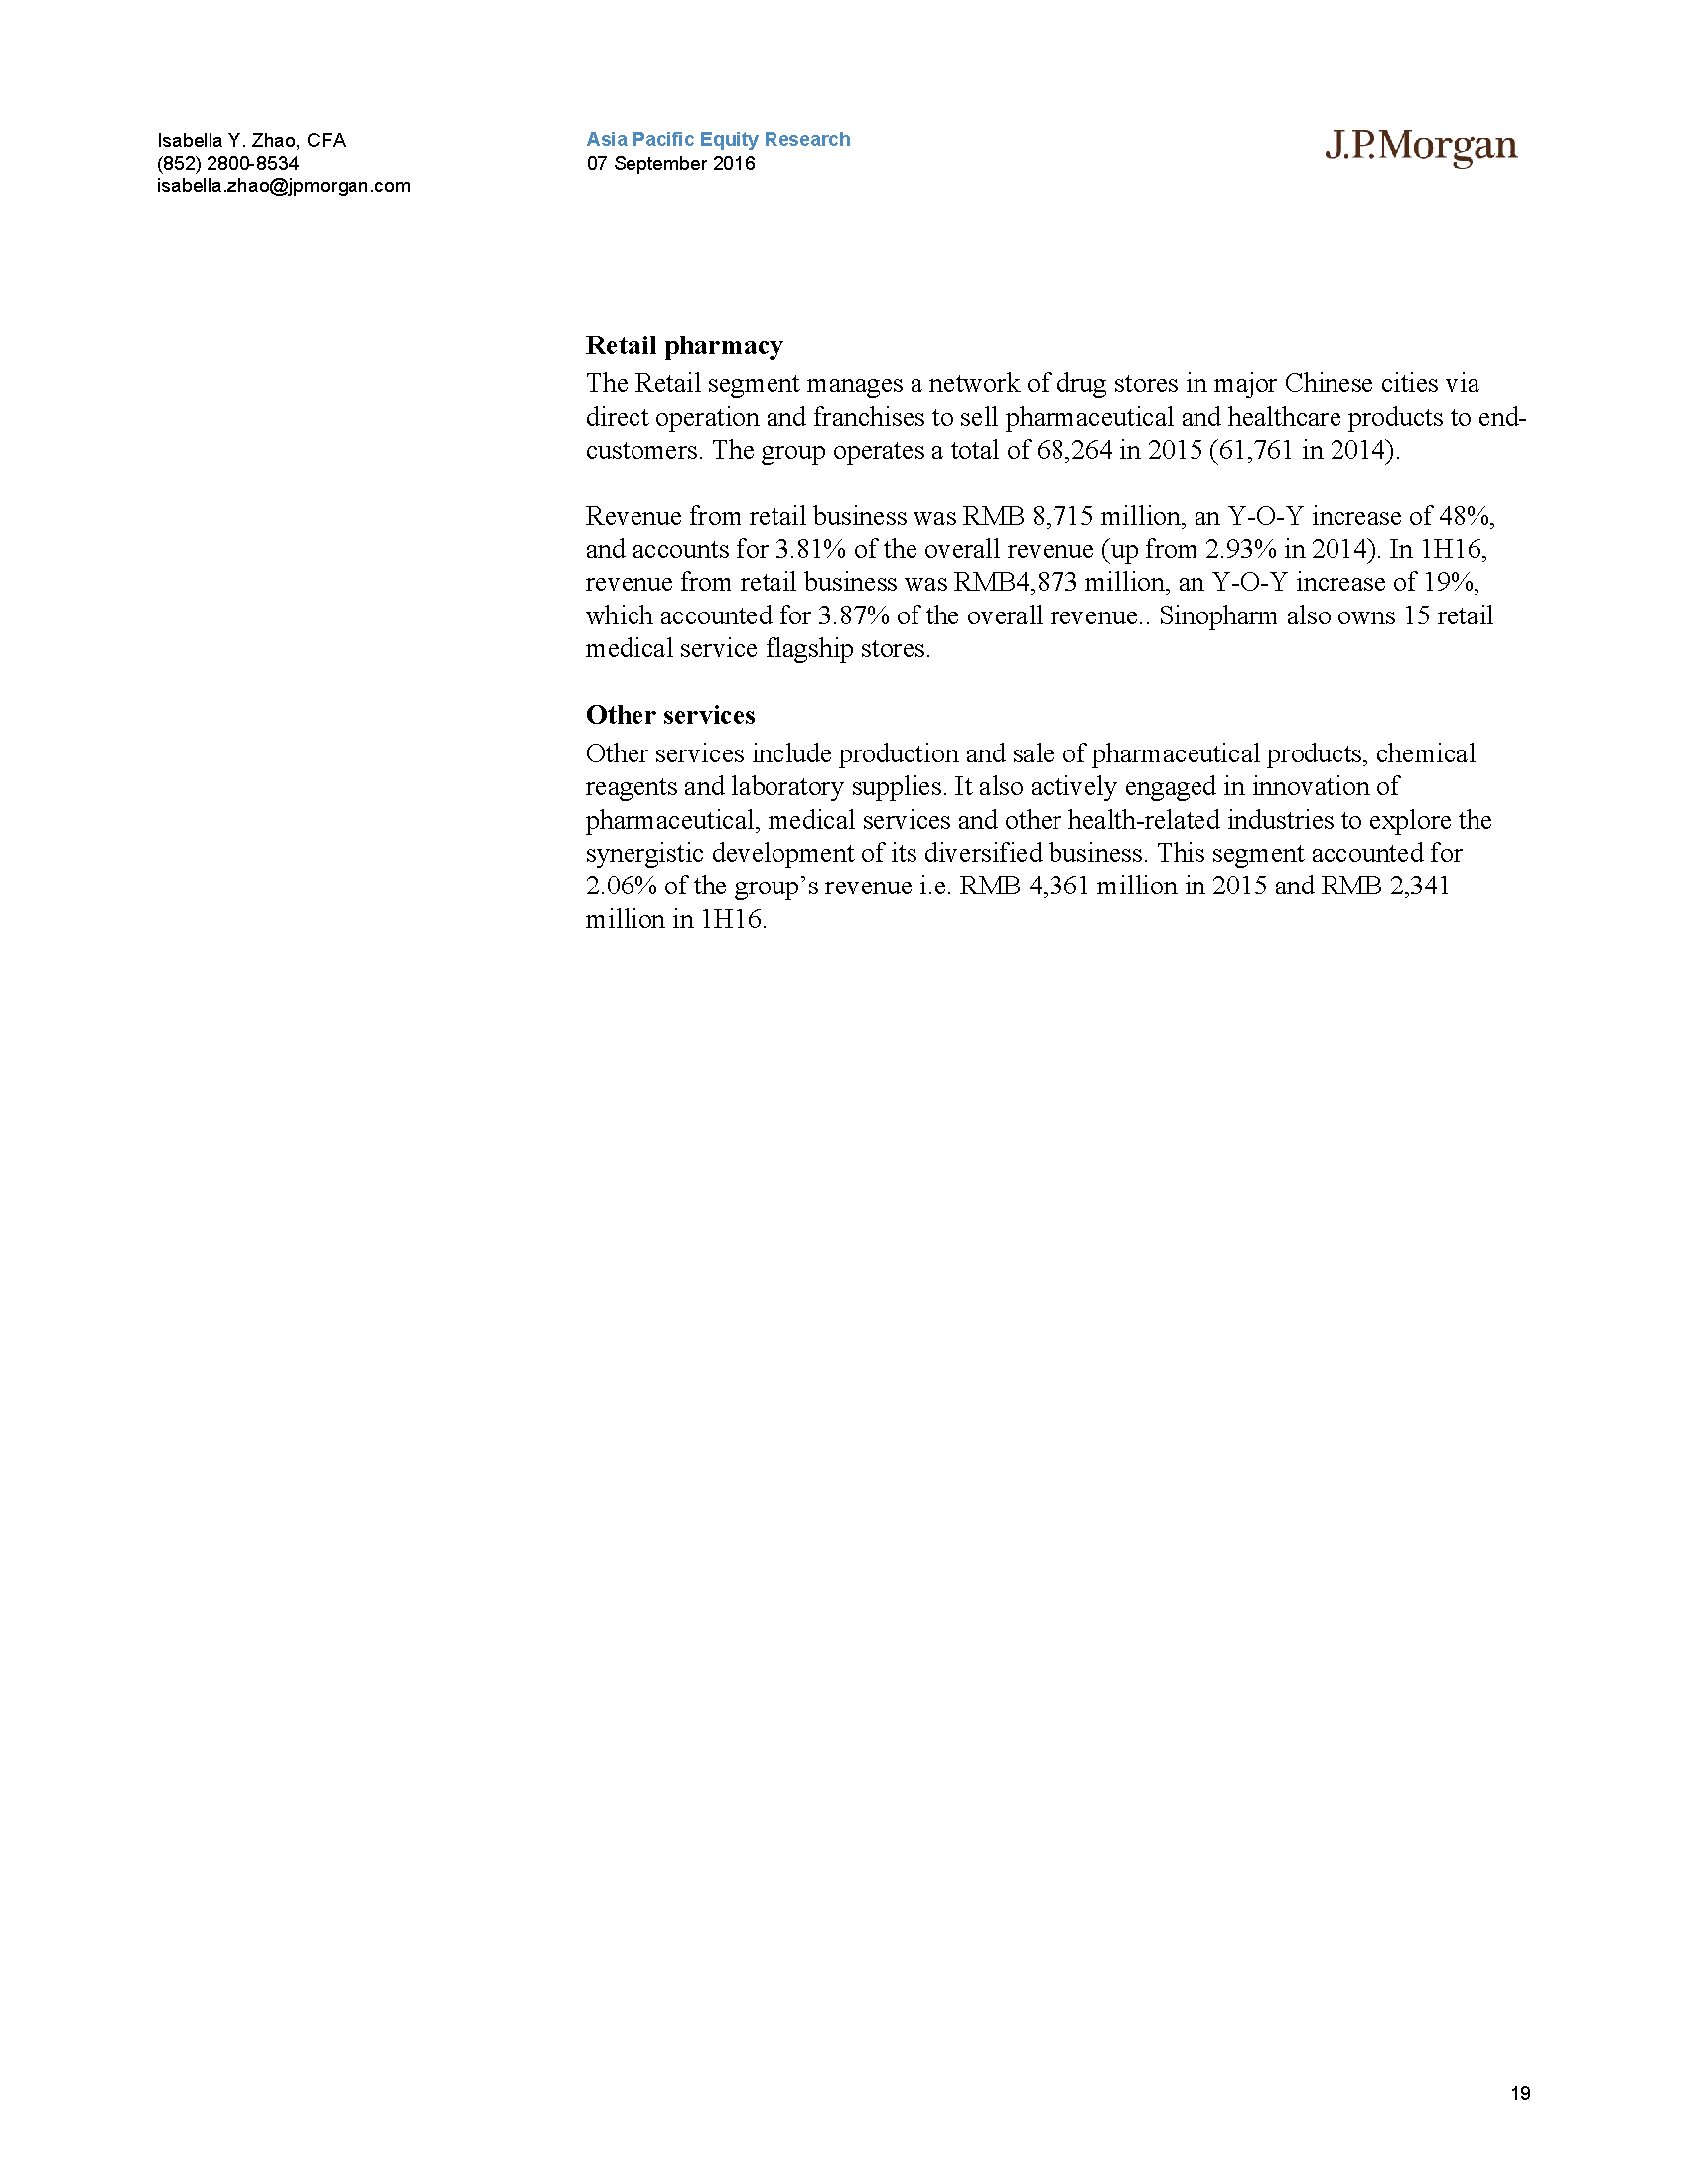 Isabella Y. Zhao, CFA
(852) 2800-8534
isabella.zhao@jpmorgan.com
Asia Pacific Equity Research
07 September 2016
J.P.Morgan
Retail pharmacy
The Retail segment manages a network of drug stores in major Chinese cities via
direct operation and franchises to sell pharmaceutical and healthcare products to end-
customers. The group operates a total of 68,264 in 2015 (61,761 in 2014).
Revenue from retail business was RMB 8,715 million, an Y-O-Y increase of 48%,
and accounts for 3.81% of the overall revenue (up from 2.93% in 2014). In 1H16,
revenue from retail business was RMB4,873 million, an Y-O-Y increase of 19%,
which accounted for 3.87% of the overall revenue.. Sinopharm also owns 15 retail
medical service flagship stores.
Other services
Other services include production and sale of pharmaceutical products, chemical
reagents and laboratory supplies. It also actively engaged in innovation of
pharmaceutical, medical services and other health-related industries to explore the
synergistic development of its diversified business. This segment accounted for
2.06% of the group’s revenue i.e. RMB 4,361 million in 2015 and RMB 2,341
million in 1H16.
19